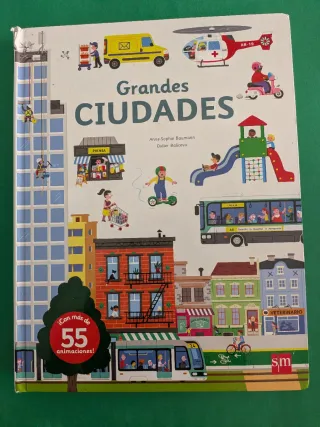 Grandes
CIUDADES
Anne-Sophie Baumann
Didier Balicevic
¡Con más de
55
animaciones!
sm